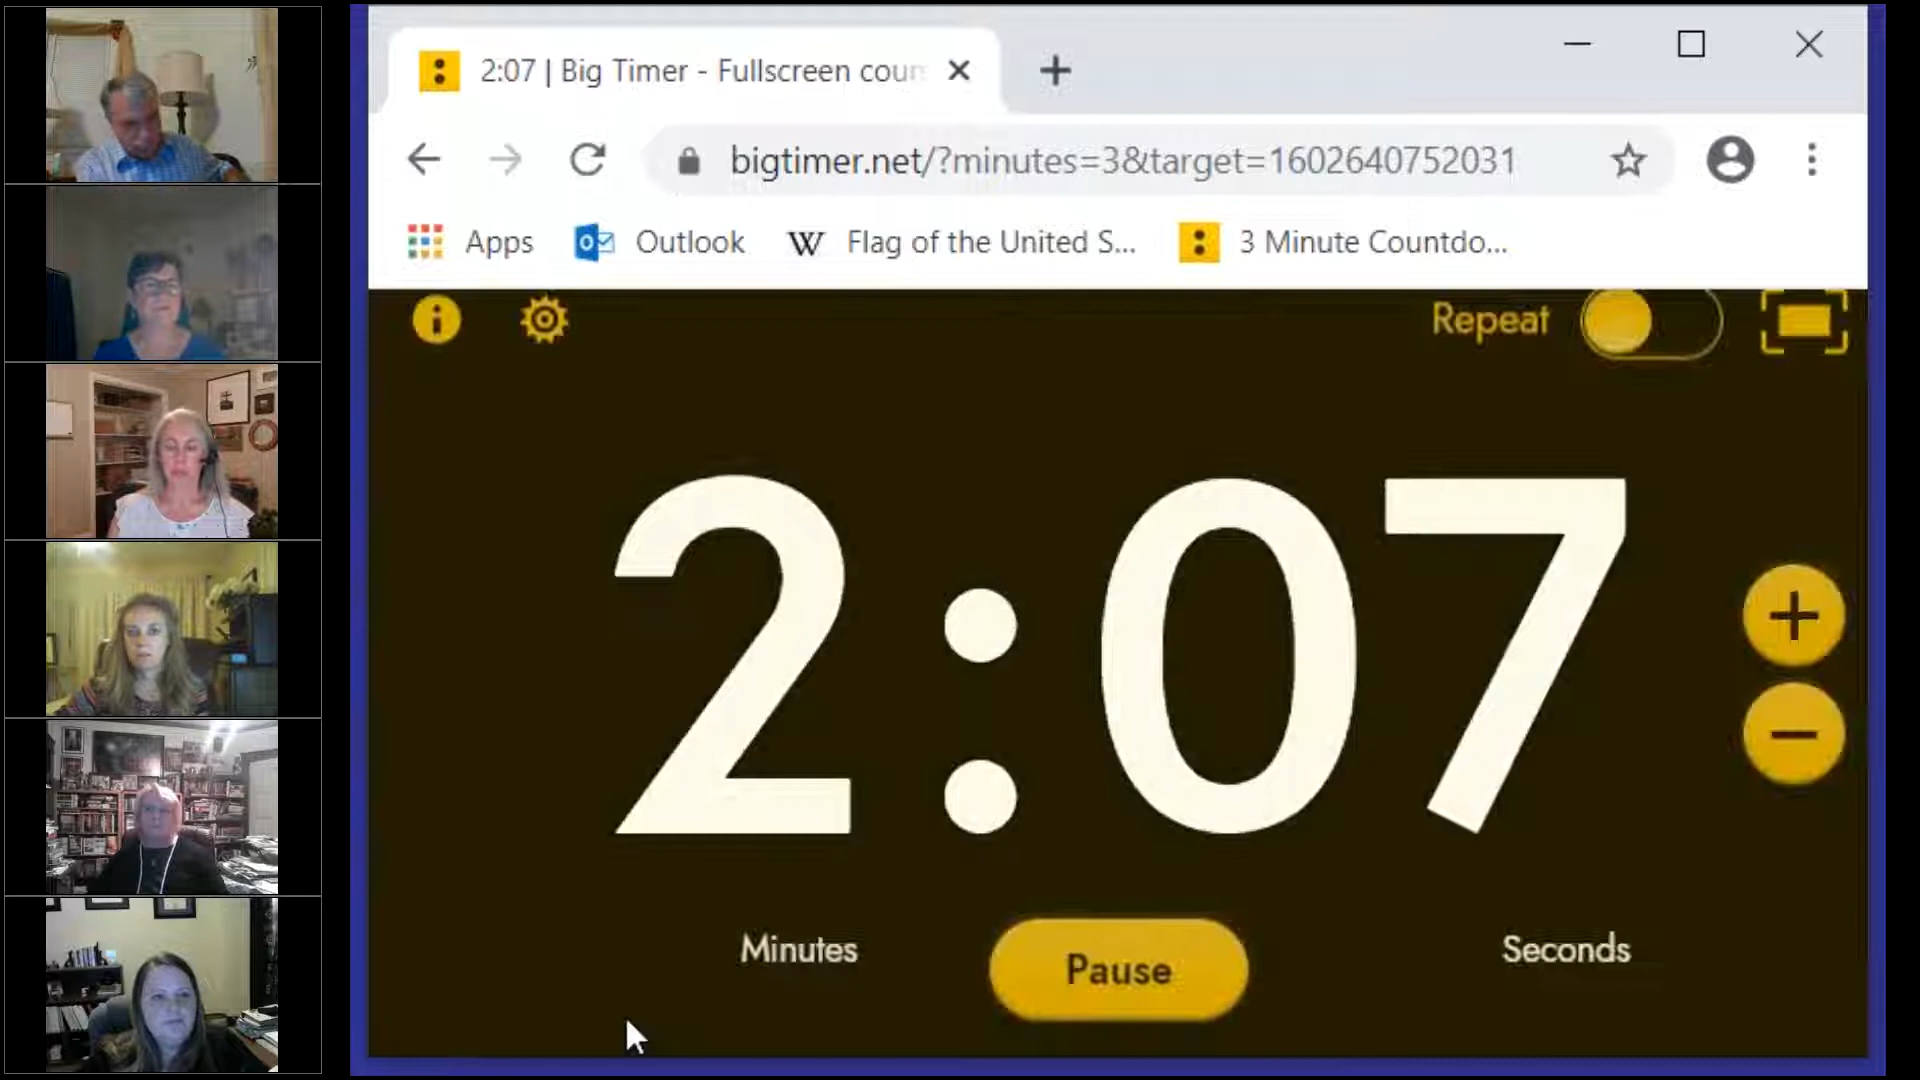 2:07 | Big Timer - Fullscreen coun
bigtimer.net/?minutes=3&target=1602640752031
Apps
Outlook
W Flag of the United S...
3 Minute Countdo...
Repeat
2:07
Minutes
Pause
Seconds